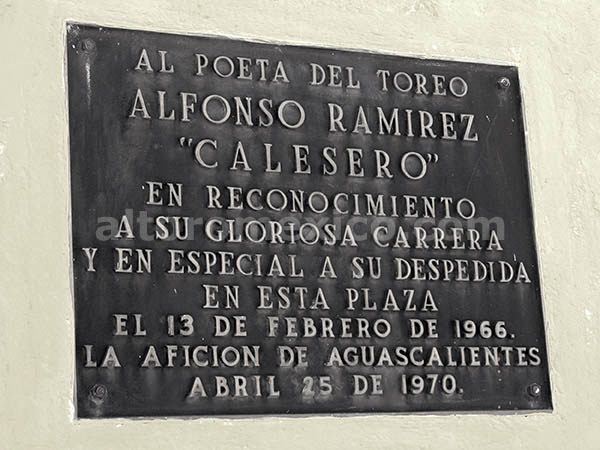 AL POETA DEL TOREO
ALFONSO RAMIREZ
"CALESERO"
EN RECONOCIMIENTO
A SU GLORIOSA CARRERA
Y EN ESPECIAL A SU DESPEDIDA
EN ESTA PLAZA
EL 13 DE FEBRERO DE 1966.
LA AFICION DE AGUASCALIENTES
ABRIL 25 DE 1970.